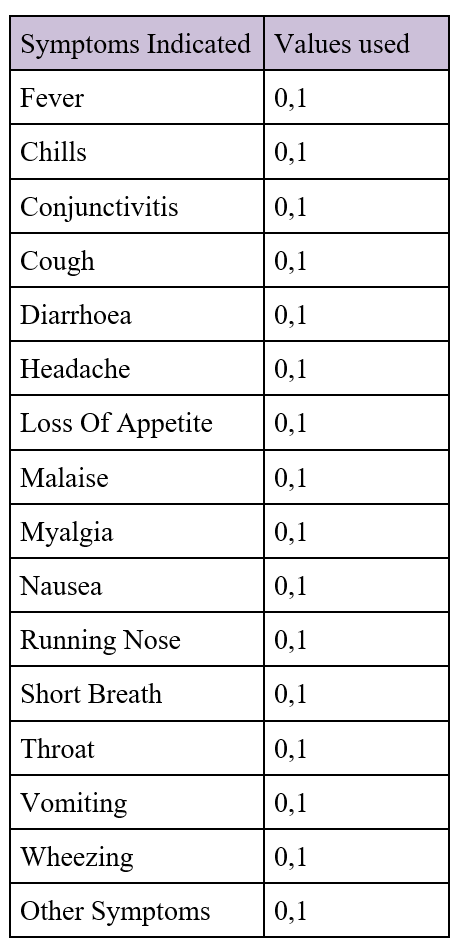 Symptoms Indicated Values used
Fever 0,1
Chills 0,1
Conjunctivitis 0,1
Cough 0,1
Diarrhoea 0,1
Headache 0,1
Loss Of Appetite 0,1
Malaise 0,1
Myalgia 0,1
Nausea 0,1
Running Nose 0,1
Short Breath 0,1
Throat 0,1
Vomiting 0,1
Wheezing 0,1
Other Symptoms 0,1